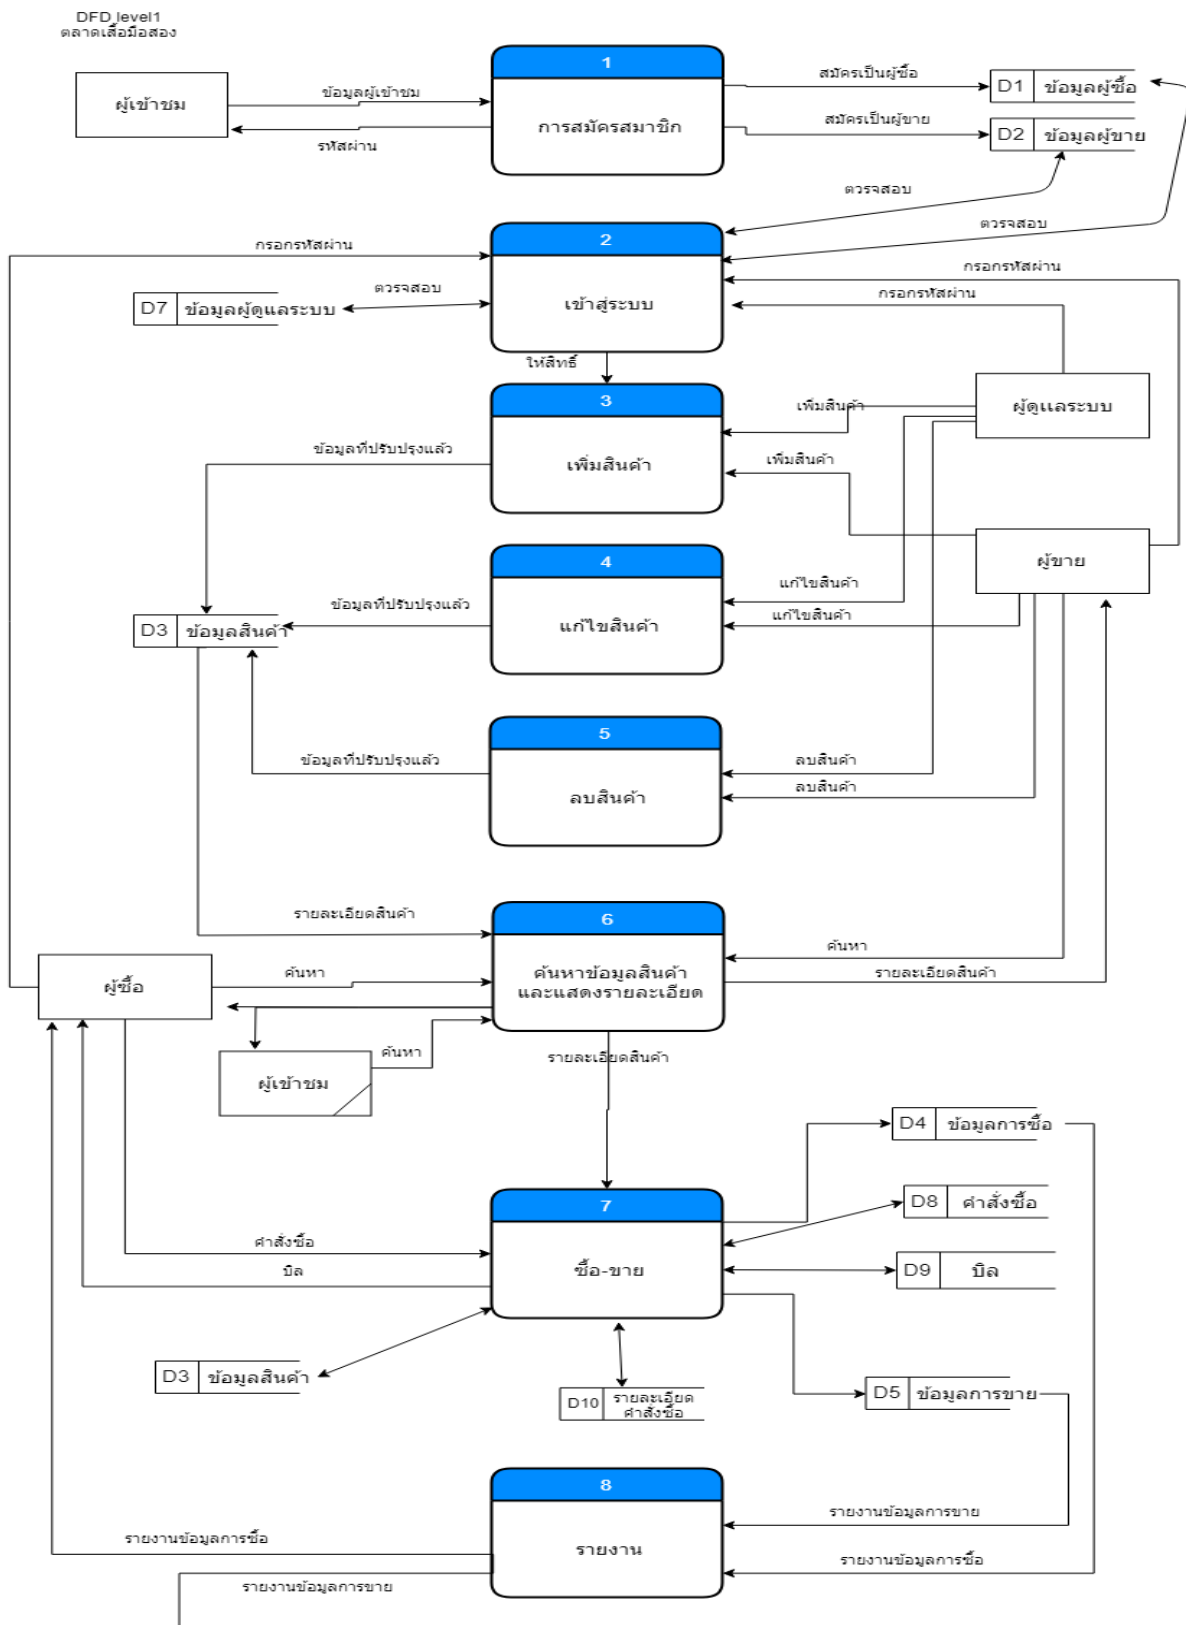 DFD level1
ตลาดเสื้อมือสอง
1
การสมัครสมาชิก
ผู้เข้าชม
ข้อมูลผู้เข้าชม
รหัสผ่าน
สมัครเป็นผู้ซื้อ
D1 ข้อมูลผู้ซื้อ
สมัครเป็นผู้ขาย
D2 ข้อมูลผู้ขาย
ตวรจสอบ
ตวรจสอบ
2
เข้าสู่ระบบ
กรอกรหัสผ่าน
กรอกรหัสผ่าน
กรอกรหัสผ่าน
ตวรจสอบ
D7 ข้อมูลผู้ดูแลระบบ
ให้สิทธิ์
3
เพิ่มสินค้า
ผู้ดูแลระบบ
เพิ่มสินค้า
เพิ่มสินค้า
ข้อมูลที่ปรับปรุงแล้ว
4
แก้ไขสินค้า
ผู้ขาย
แก้ไขสินค้า
แก้ไขสินค้า
ข้อมูลที่ปรับปรุงแล้ว
D3 ข้อมูลสินค้า
5
ลบสินค้า
ลบสินค้า
ลบสินค้า
ข้อมูลที่ปรับปรุงแล้ว
รายละเอียดสินค้า
6
ค้นหาข้อมูลสินค้า
และแสดงรายละเอียด
ค้นหา
รายละเอียดสินค้า
ผู้ซื้อ
ค้นหา
ค้นหา
ผู้เข้าชม
รายละเอียดสินค้า
D4 ข้อมูลการซื้อ
7
ซื้อ-ขาย
D8 คำสั่งซื้อ
คำสั่งซื้อ
บิล
D9 บิล
D3 ข้อมูลสินค้า
D10 รายละเอียด
คำสั่งซื้อ
D5 ข้อมูลการขาย
8
รายงาน
รายงานข้อมูลการขาย
รายงานข้อมูลการซื้อ
รายงานข้อมูลการซื้อ
รายงานข้อมูลการขาย